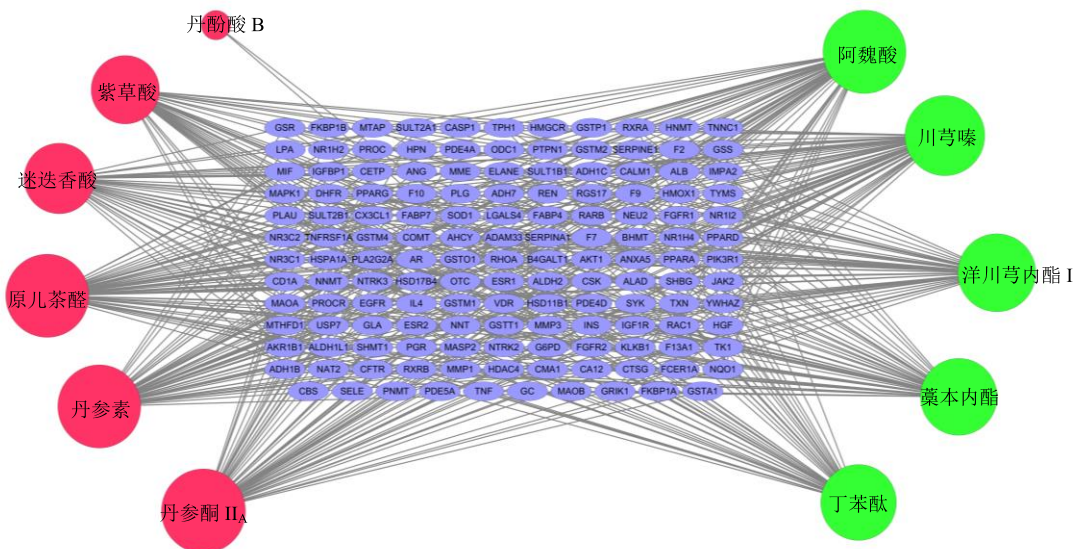 丹酚酸 B
紫草酸
迷迭香酸
原儿茶醛
丹参素
丹参酮 IIA
阿魏酸
川芎嗪
洋川芎内酯 I
藁本内酯
丁苯酞
GSR FKBP1B MTAP SULT2A1 CASP1 TPH1 HMGCR GSTP1 RXRA HNMT TNNC1
LPA NR1H2 PROC HPN PDE4A ODC1 PTPN1 GSTM2 SERPINE1 F2 GSS
MIF IGFBP1 CETP ANG MME ELANE SULT1B1 ADH1C CALM1 ALB IMPA2
MAPK1 DHFR PPARG F10 PLG ADH7 REN RGS17 F9 HMOX1 TYMS
PLAU SULT2B1 CX3CL1 FABP7 SOD1 LGALS4 FABP4 RARB NEU2 FGFR1 NR1I2
NR3C2 TNFRSF1A GSTM4 COMT AHCY ADAM33 SERPINA1 F7 BHMT NR1H4 PPARD
NR3C1 HSPA1A PLA2G2A AR GSTO1 RHOA B4GALT1 AKT1 ANXA5 PPARA PIK3R1
CD1A NNMT NTRK3 HSD17B4 OTC ESR1 ALDH2 CSK ALAD SHBG JAK2
MAOA PROCR EGFR IL4 GSTM1 VDR HSD11B1 PDE4D SYK TXN YWHAZ
MTHFD1 USP7 GLA ESR2 NNT GSTT1 MMP3 INS IGF1R RAC1 HGF
AKR1B1 ALDH1L1 SHMT1 PGR MASP2 NTRK2 G6PD FGFR2 KLKB1 F13A1 TK1
ADH1B NAT2 CFTR RXRB MMP1 HDAC4 CMA1 CA12 CTSG FCER1A NQO1
CBS SELE PNMT PDE5A TNF GC MAOB GRIK1 FKBP1A GSTA1